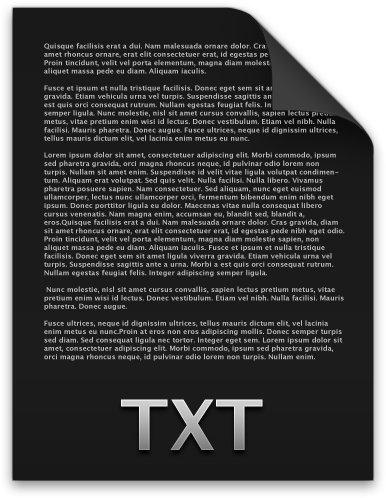 Quisque facilisis erat a dui. Nam malesuada ornare dolor. Cra
amet rhoncus ornare, erat elit consectetuer erat, id egestas pe
Proin tincidunt, velit vel porta elementum, magna diam molest
aliquet massa pede eu diam. Aliquam iaculis.
Fusce et ipsum et nulla tristique facilisis. Donec eget sem sit am
gravida. Etiam vehicula urna vel turpis. Suspendisse sagittis an
est quis orci consequat rutrum. Nullam egestas feugiat felis. In
semper ligula. Nunc molestie, nisl sit amet cursus convallis, sapien lectus pretiu
metus, vitae pretium enim wisi id lectus. Donec vestibulum. Etiam vel nibh. Nulla
facilisi. Mauris pharetra. Donec augue. Fusce ultrices, neque id dignissim ultrices,
tellus mauris dictum elit, vel lacinia enim metus eu nunc.
Lorem ipsum dolor sit amet, consectetuer adipiscing elit. Morbi commodo, ipsum
sed pharetra gravida, orci magna rhoncus neque, id pulvinar odio lorem non
turpis. Nullam sit amet enim. Suspendisse id velit vitae ligula volutpat condimen-
tum. Aliquam erat volutpat. Sed quis velit. Nulla facilisi. Nulla libero. Vivamus
pharetra posuere sapien. Nam consectetuer. Sed aliquam, nunc eget euismod
ullamcorper, lectus nunc ullamcorper orci, fermentum bibendum enim nibh eget
ipsum. Donec porttitor ligula eu dolor. Maecenas vitae nulla consequat libero
cursus venenatis. Nam magna enim, accumsan eu, blandit sed, blandit a,
eros.Quisque facilisis erat a dui. Nam malesuada ornare dolor. Cras gravida, diam
sit amet rhoncus ornare, erat elit consectetuer erat, id egestas pede nibh eget odio.
Proin tincidunt, velit vel porta elementum, magna diam molestie sapien, non
aliquet massa pede eu diam. Aliquam iaculis. Fusce et ipsum et nulla tristique
facilisis. Donec eget sem sit amet ligula viverra gravida. Etiam vehicula urna vel
turpis. Suspendisse sagittis ante a urna. Morbi a est quis orci consequat rutrum.
Nullam egestas feugiat felis. Integer adipiscing semper ligula.
Nunc molestie, nisl sit amet cursus convallis, sapien lectus pretium metus, vitae
pretium enim wisi id lectus. Donec vestibulum. Etiam vel nibh. Nulla facilisi. Mauris
pharetra. Donec augue.
Fusce ultrices, neque id dignissim ultrices, tellus mauris dictum elit, vel lacinia
enim metus eu nunc.Proin at eros non eros adipiscing mollis. Donec semper turpis
sed diam. Sed consequat ligula nec tortor. Integer eget sem. Lorem ipsum dolor sit
amet, consectetuer adipiscing elit. Morbi commodo, ipsum sed pharetra gravida,
orci magna rhoncus neque, id pulvinar odio lorem non turpis. Nullam enim.
TXT